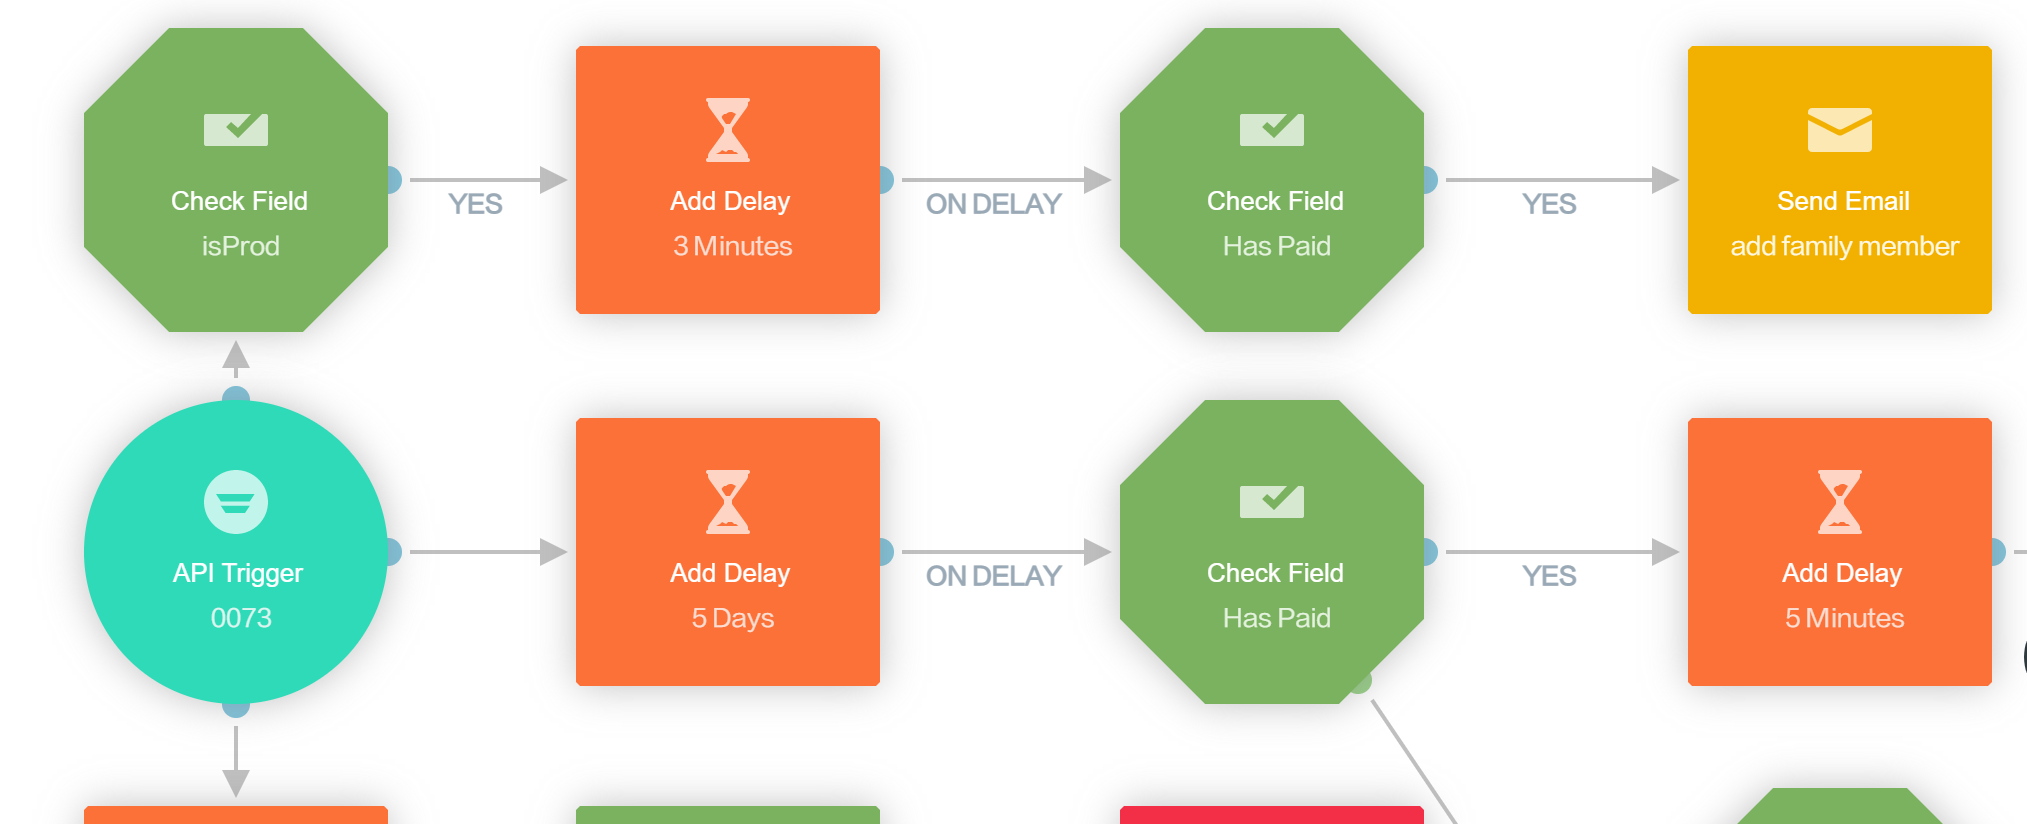 Check Field
isProd
YES
Add Delay
3 Minutes
ON DELAY
Check Field
Has Paid
YES
Send Email
add family member
API Trigger
0073
Add Delay
5 Days
ON DELAY
Check Field
Has Paid
YES
Add Delay
5 Minutes